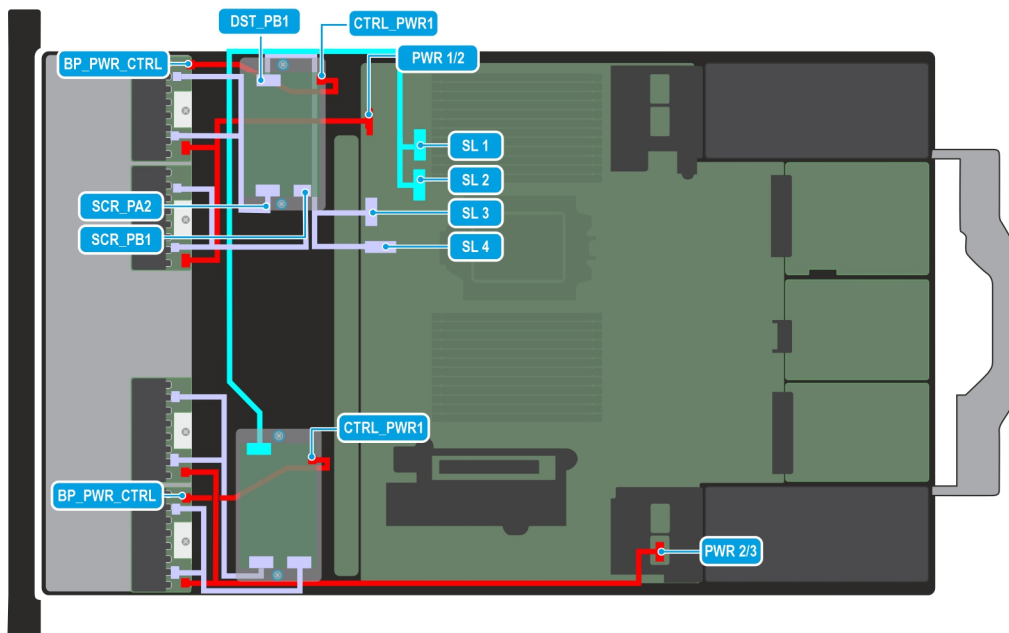 DST_PB1
CTRL_PWR1
BP_PWR_CTRL
PWR 1/2
SL 1
SL 2
SCR_PA2
SL 3
SCR_PB1
SL 4
CTRL_PWR1
BP_PWR_CTRL
PWR 2/3